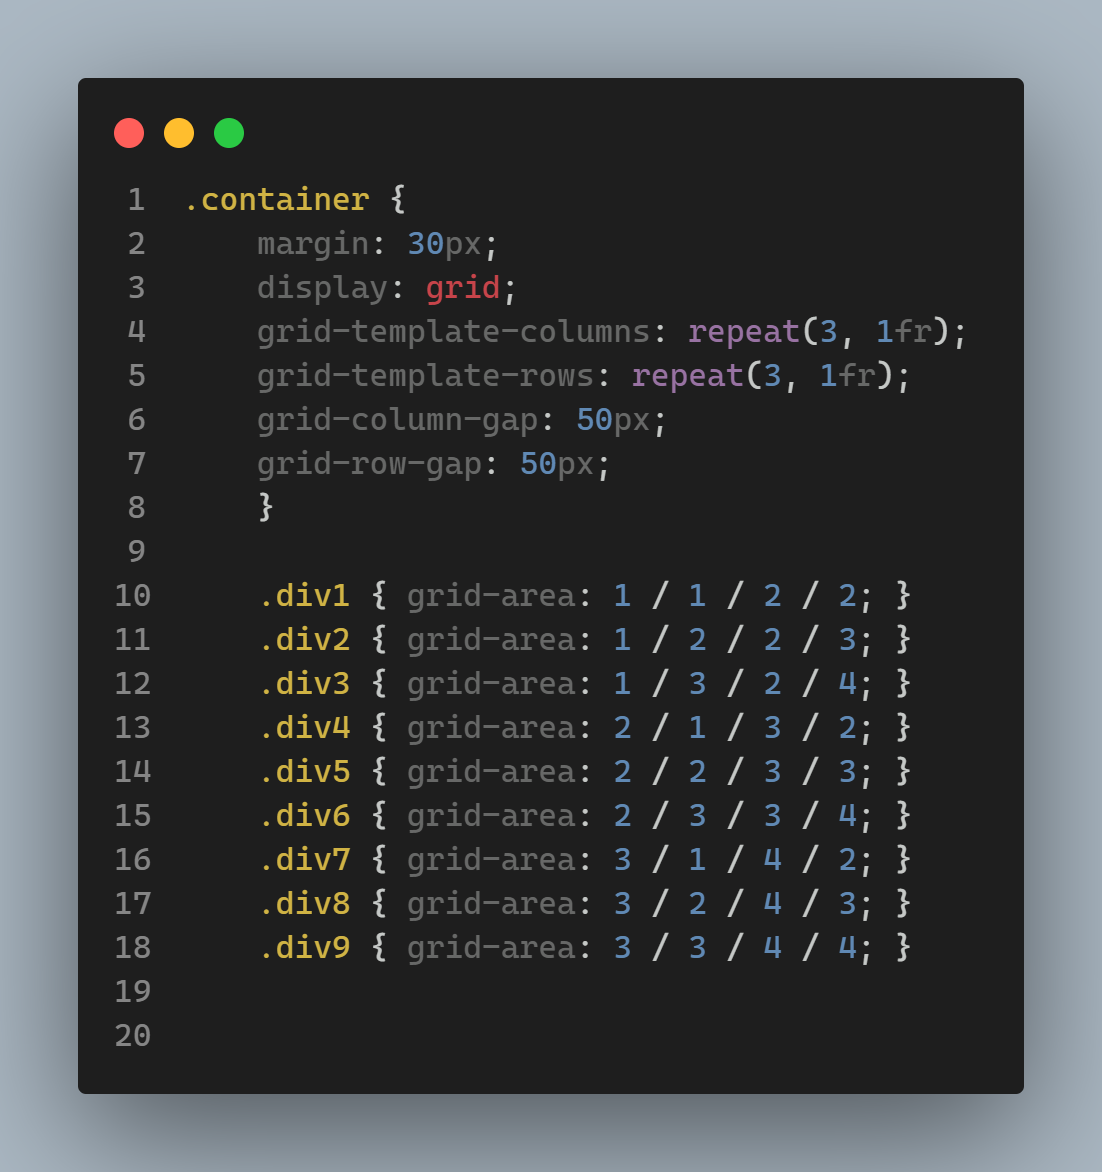 1 .container {
2 margin: 30px;
3 display: grid;
4 grid-template-columns: repeat(3, 1fr);
5 grid-template-rows: repeat(3, 1fr);
6 grid-column-gap: 50px;
7 grid-row-gap: 50px;
8 }
9
10 .div1 { grid-area: 1 / 1 / 2 / 2; }
11 .div2 { grid-area: 1 / 2 / 2 / 3; }
12 .div3 { grid-area: 1 / 3 / 2 / 4; }
13 .div4 { grid-area: 2 / 1 / 3 / 2; }
14 .div5 { grid-area: 2 / 2 / 3 / 3; }
15 .div6 { grid-area: 2 / 3 / 3 / 4; }
16 .div7 { grid-area: 3 / 1 / 4 / 2; }
17 .div8 { grid-area: 3 / 2 / 4 / 3; }
18 .div9 { grid-area: 3 / 3 / 4 / 4; }
19
20